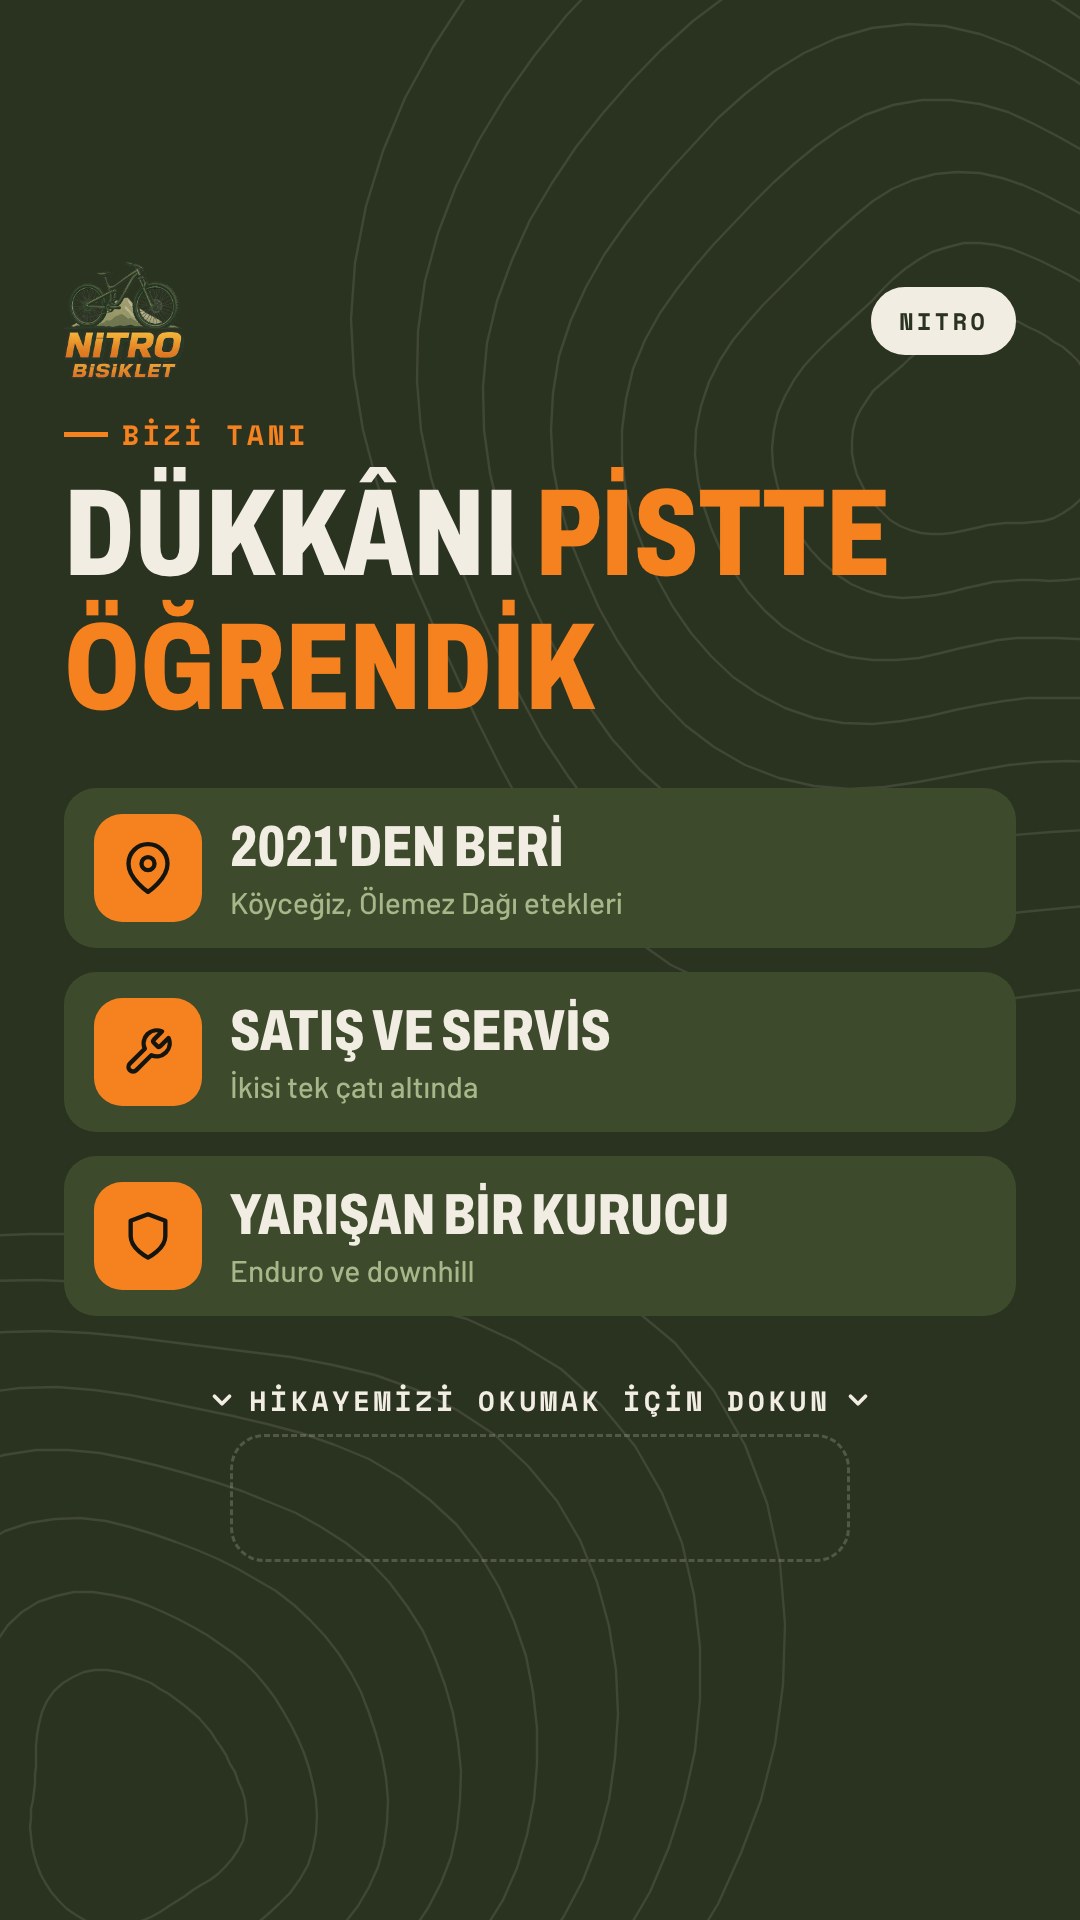 NiTRO
BiSiKLET
NITRO
BİZİ TANI
DÜKKÂNI PİSTTE
ÖĞRENDİK
2021'DEN BERİ
Köyceğiz, Ölemez Dağı etekleri
SATIŞ VE SERVİS
İkisi tek çatı altında
YARIŞAN BİR KURUCU
Enduro ve downhill
HİKAYEMİZİ OKUMAK İÇİN DOKUN